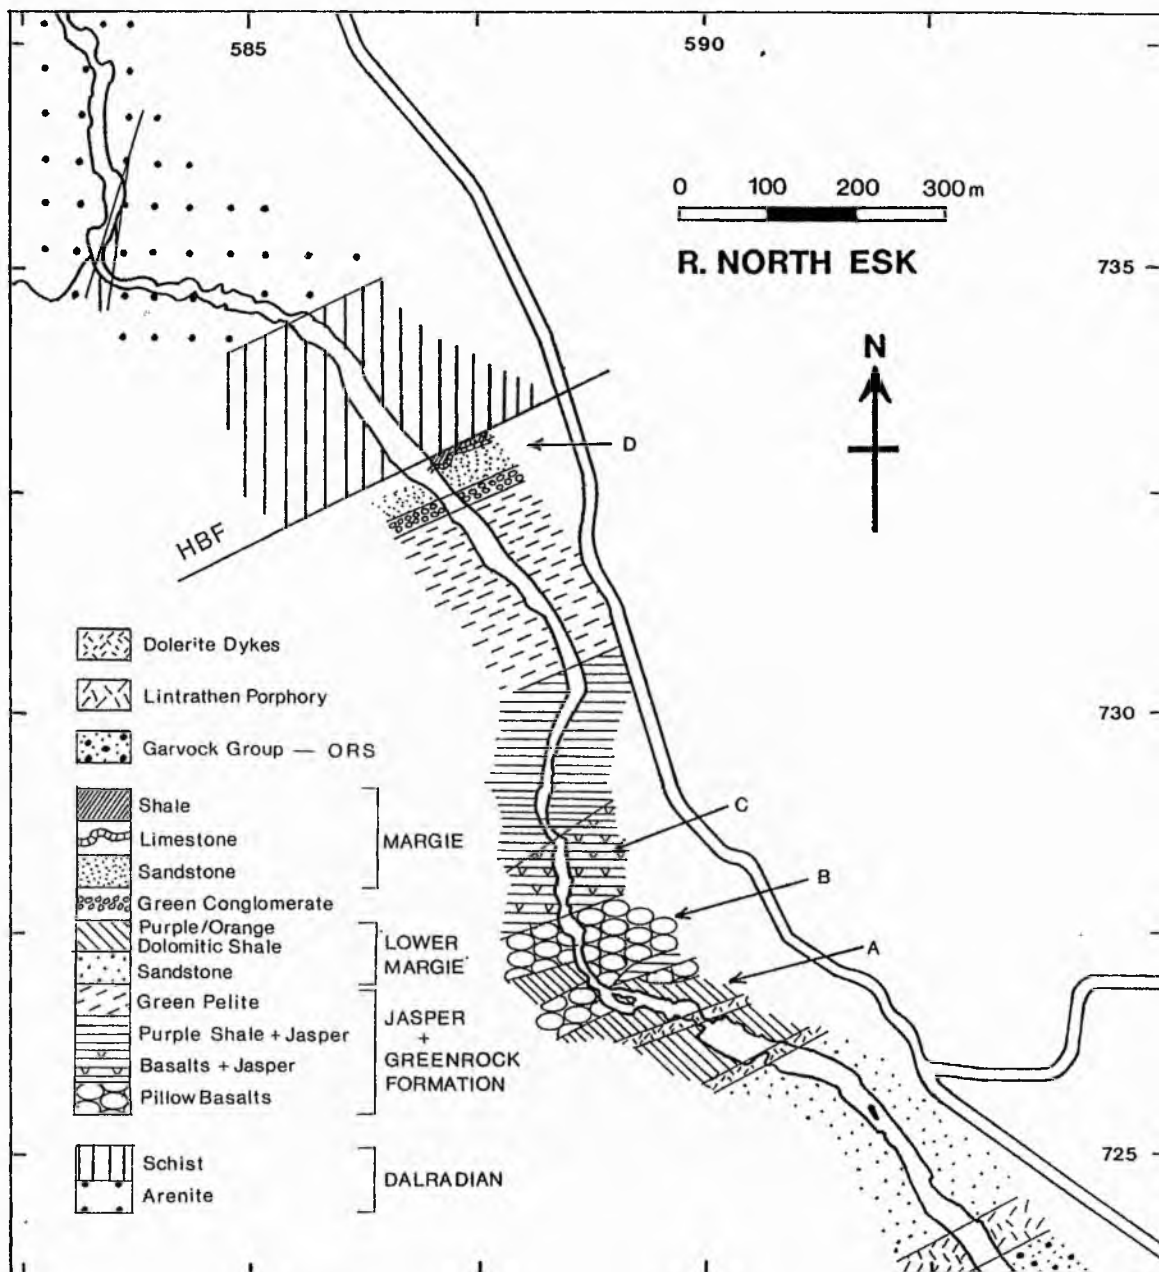 585
590
0 100 200 300m
R. NORTH ESK
735
N
D
HBF
Dolerite Dykes
Lintrathen Porphory
730
Garvock Group — ORS
Shale
C
Limestone
MARGIE
Sandstone
B
Green Conglomerate
Purple/Orange
Dolomitic Shale
LOWER
MARGIE
A
Sandstone
Green Pelite
Purple Shale + Jasper
JASPER
+
GREENROCK
FORMATION
Basalts + Jasper
Pillow Basalts
725
Schist
DALRADIAN
Arenite